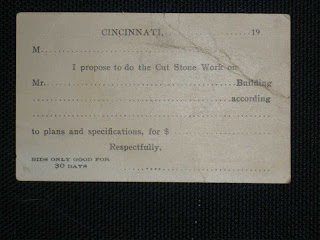 CINCINNATI, ........................ 19
M............................................................
I propose to do the Cut Stone Work on
Mr. ................................................ Building
................................................ according
............................................................
to plans and specifications, for $
Respectfully,
BIDS ONLY GOOD FOR
30 DAYS ................................